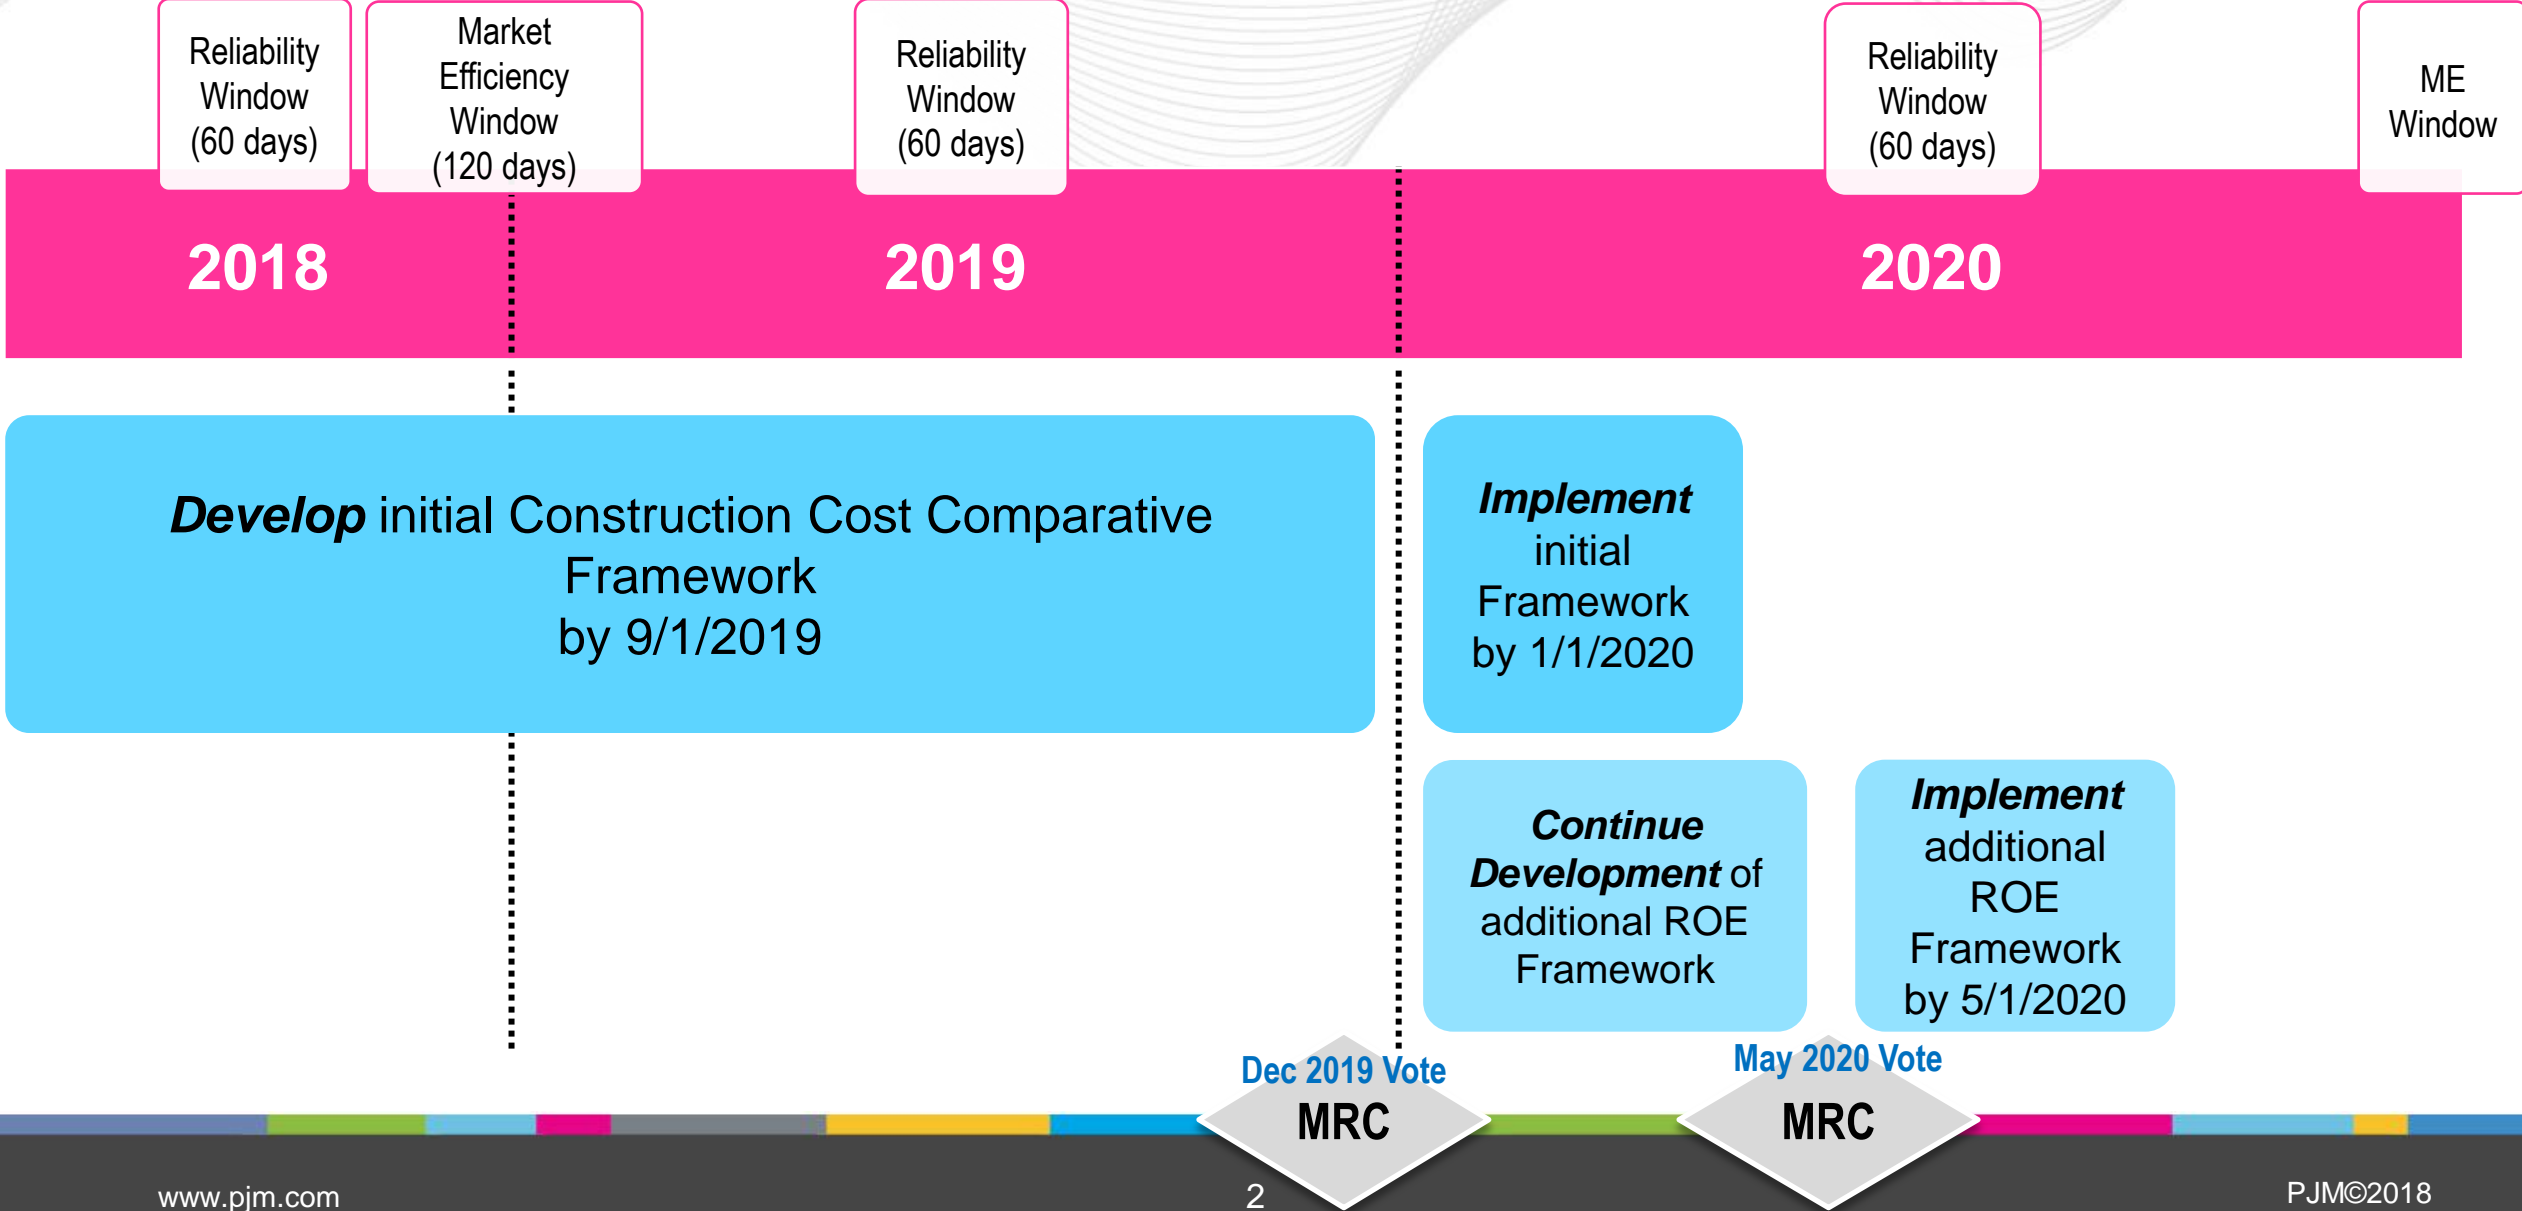 Reliability
Window
(60 days)
Market
Efficiency
Window
(120 days)
Reliability
Window
(60 days)
Reliability
Window
(60 days)
ME
Window
2018
2019
2020
Develop initial Construction Cost Comparative
Framework
by 9/1/2019
Implement
initial
Framework
by 1/1/2020
Continue
Development of
additional ROE
Framework
Implement
additional
ROE
Framework
by 5/1/2020
Dec 2019 Vote
MRC
May 2020 Vote
MRC
www.pjm.com
2
PJM©2018